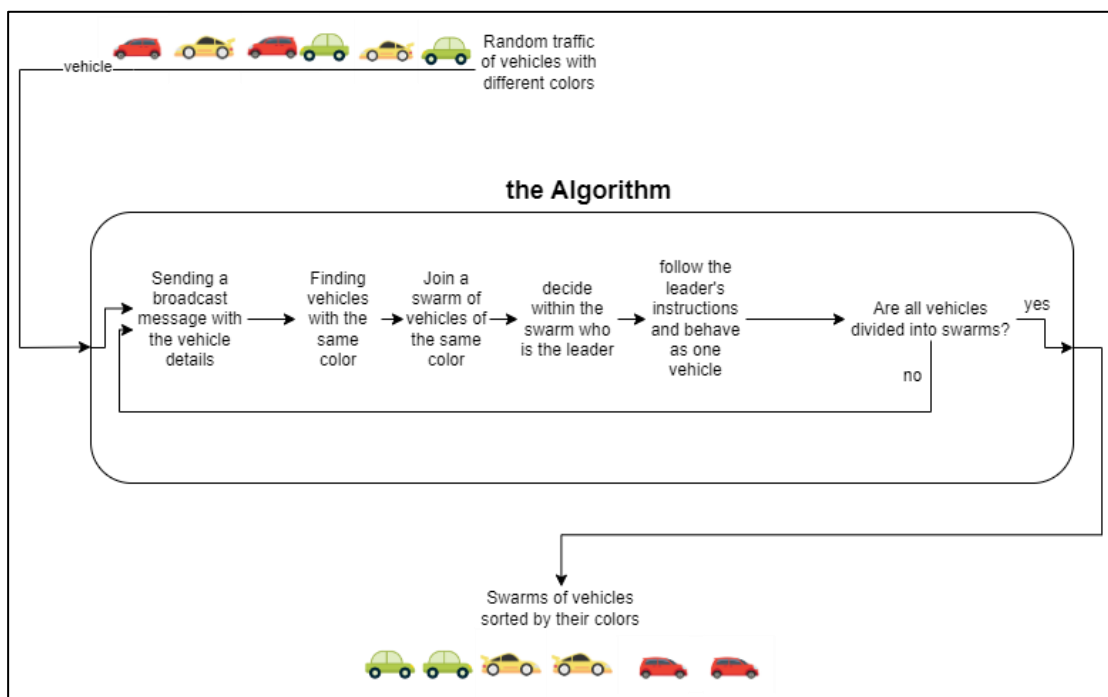 Random traffic
of vehicles with
different colors
vehicle
the Algorithm
Sending a
broadcast
message with
the vehicle
details
Finding
vehicles
with the
same
color
Join a
swarm of
vehicles of
the same
color
decide
within the
swarm who
is the leader
follow the
leader's
instructions
and behave
as one
vehicle
Are all vehicles
divided into swarms?
yes
no
Swarms of vehicles
sorted by their colors